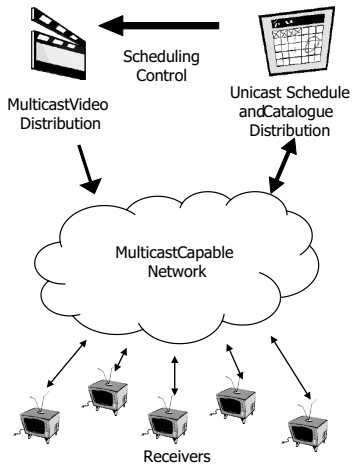 Scheduling
Control
MulticastVideo
Distribution
Unicast Schedule
andCatalogue
Distribution
MulticastCapable
Network
Receivers